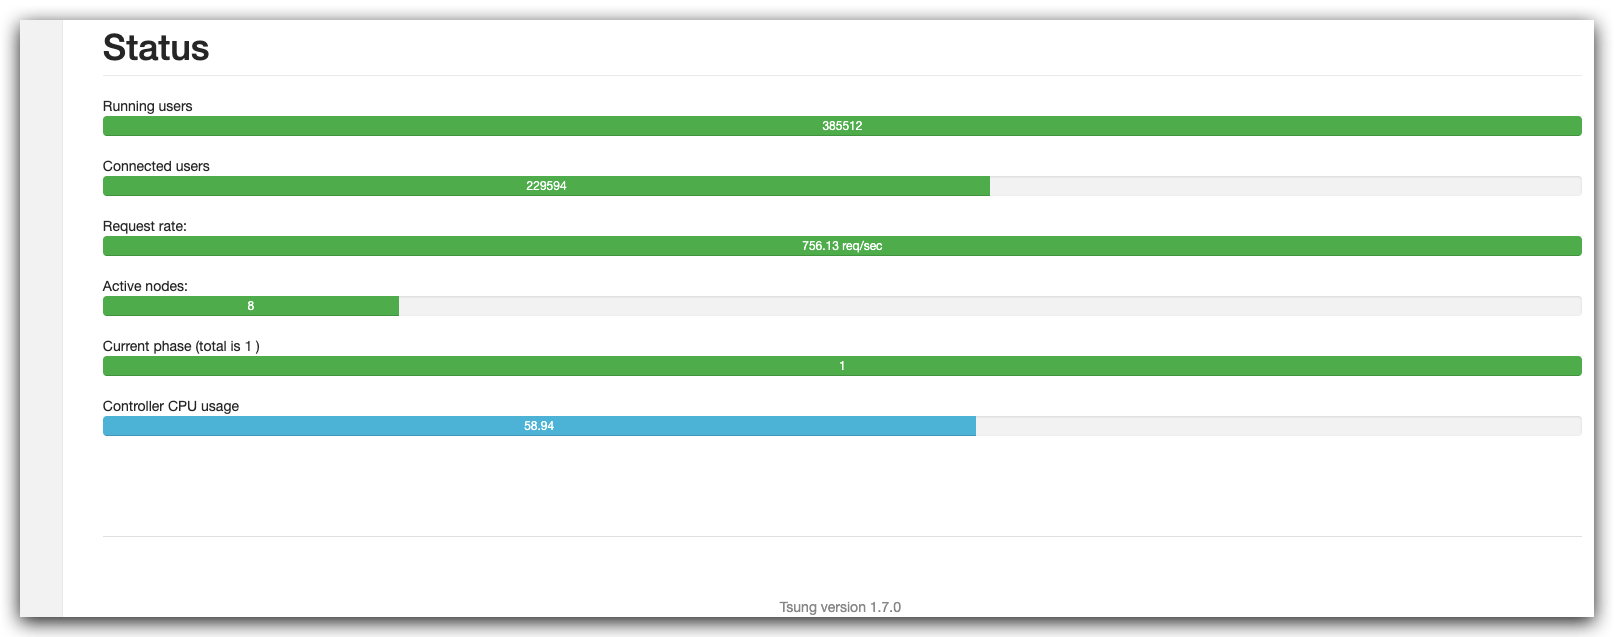 Status
Running users
385512
Connected users
229594
Request rate:
756.13 req/sec
Active nodes:
8
Current phase (total is 1 )
1
Controller CPU usage
58.94
Tsung version 1.7.0